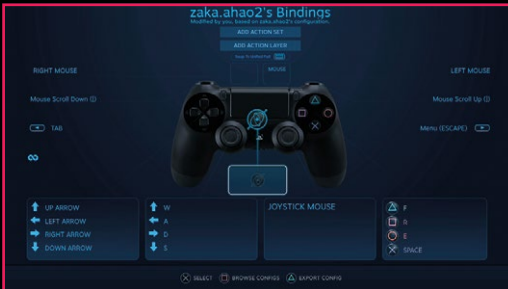 zaka.ahao2's Bindings
Modified by you, based on zaka.ahao2's configuration.
ADD ACTION SET
ADD ACTION LAYER
MOUSE
RIGHT MOUSE
LEFT MOUSE
Mouse Scroll Down
Mouse Scroll Up
TAB
Menu (ESCAPE)
UP ARROW
LEFT ARROW
RIGHT ARROW
DOWN ARROW
W
A
D
S
JOYSTICK MOUSE
F
R
E
SPACE
SELECT BROWSE CONFIGS EXPORT CONFIG